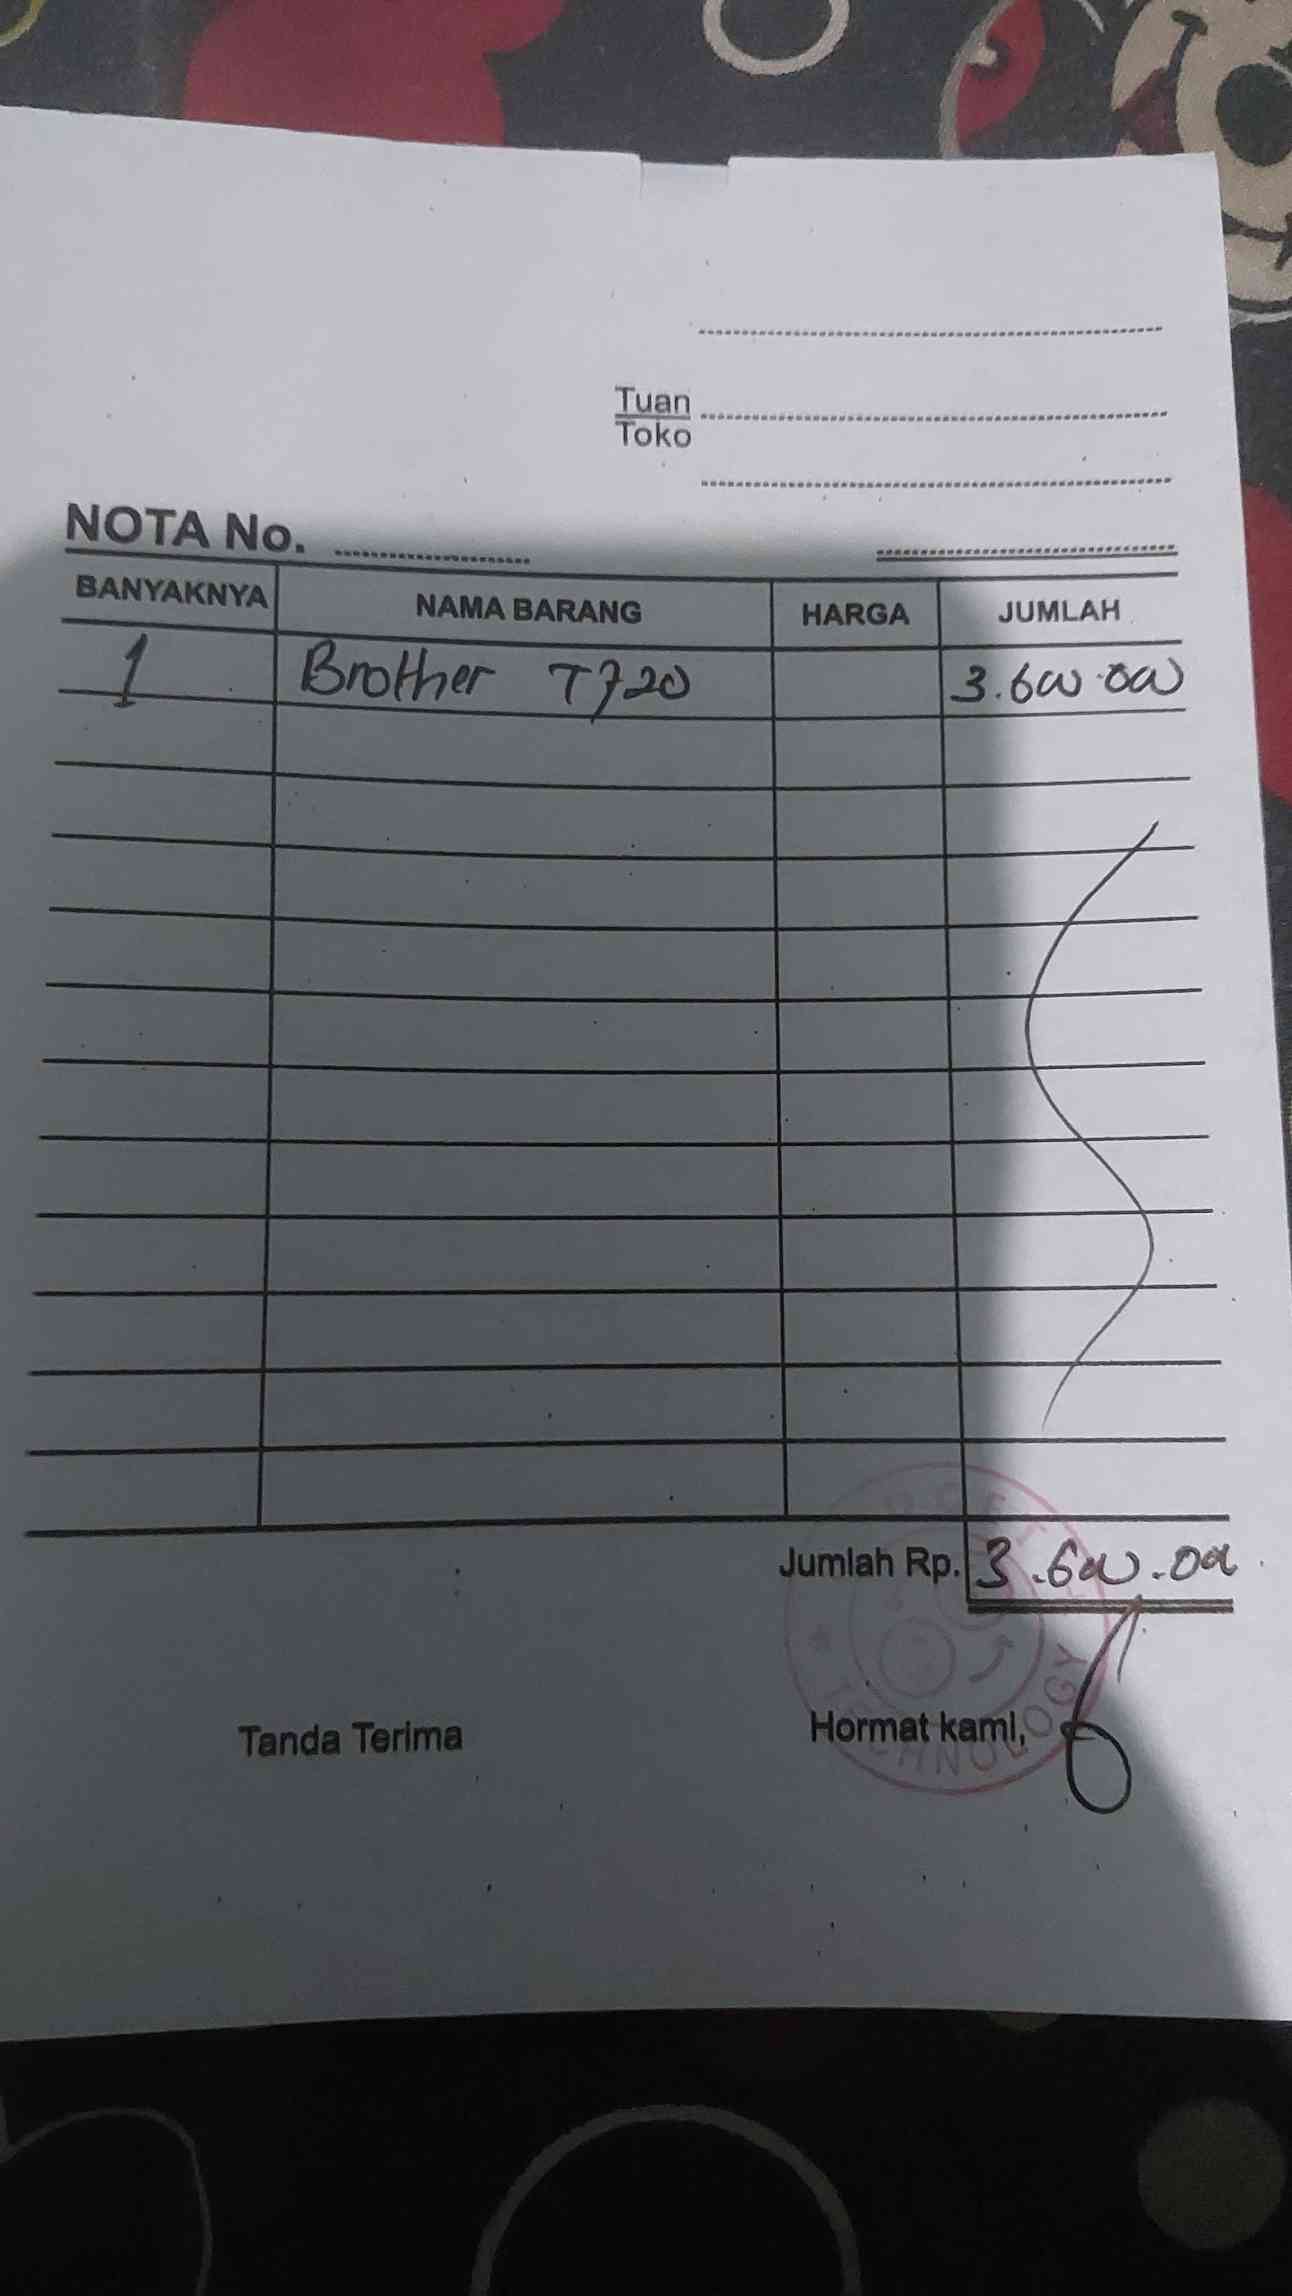 Tuan
Toko
NOTA No.
BANYAKNYA NAMA BARANG HARGA JUMLAH
1 Brother T720 3.600.000
Jumlah Rp. 3.600.000
Tanda Terima Hormat kami,
TECHNOLOGY